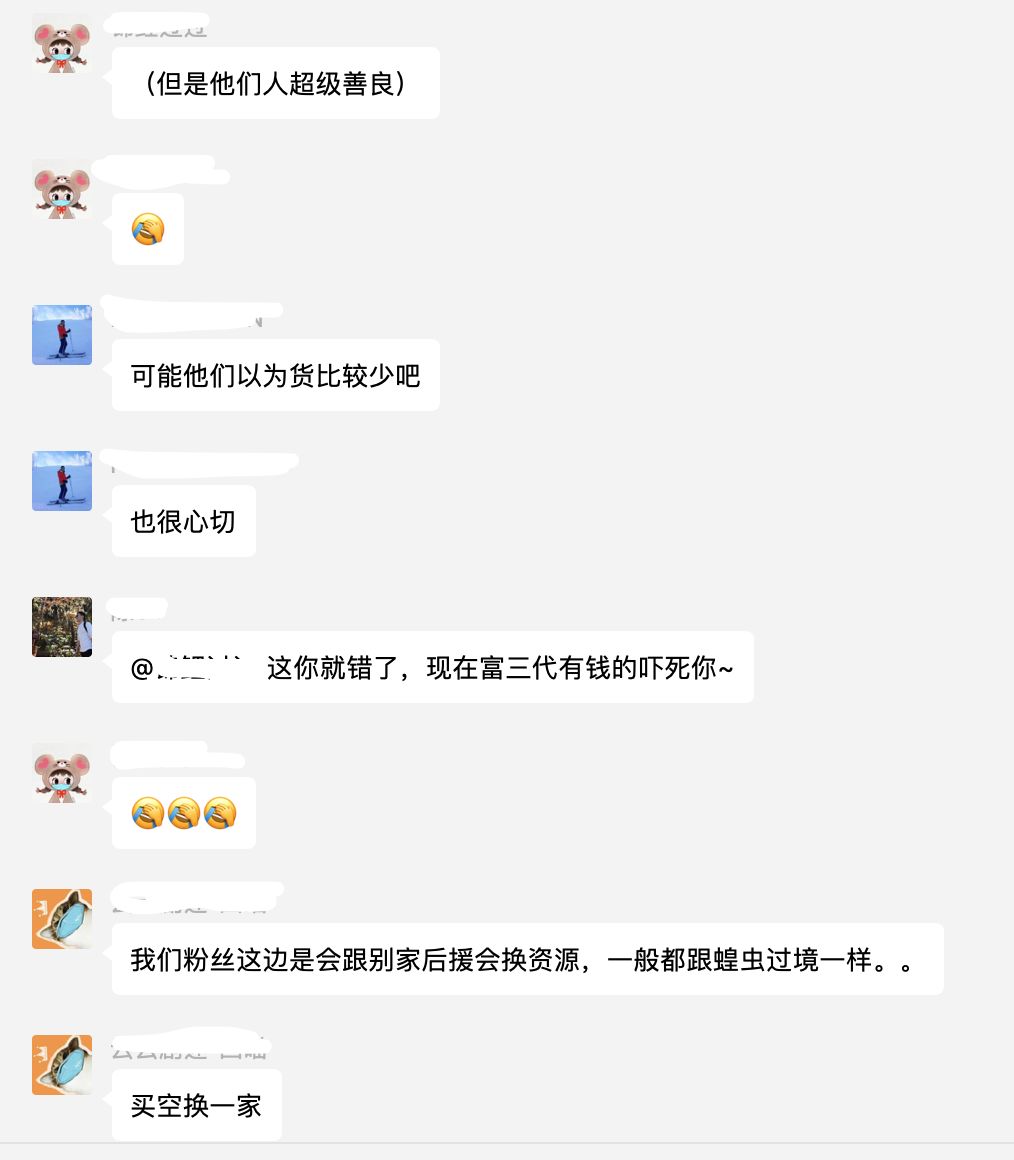 （但是他们人超级善良）
🤦
可能他们以为货比较少吧
也很心切
@ 这你就错了，现在富三代有钱的吓死你~
我们粉丝这边是会跟别家后援会换资源，一般都跟蝗虫过境一样。。
买空换一家